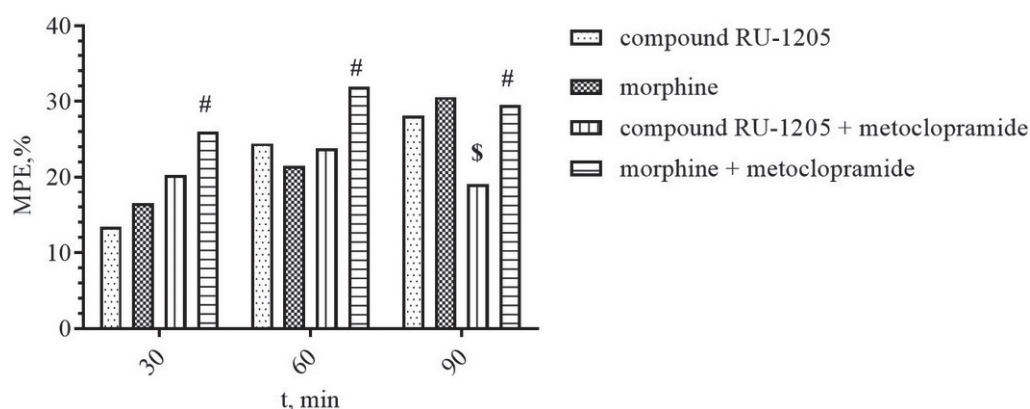 40
30
20
10
0
MPE,%
#
#
$
#
30
60
90
t, min
compound RU-1205
morphine
compound RU-1205 + metoclopramide
morphine + metoclopramide